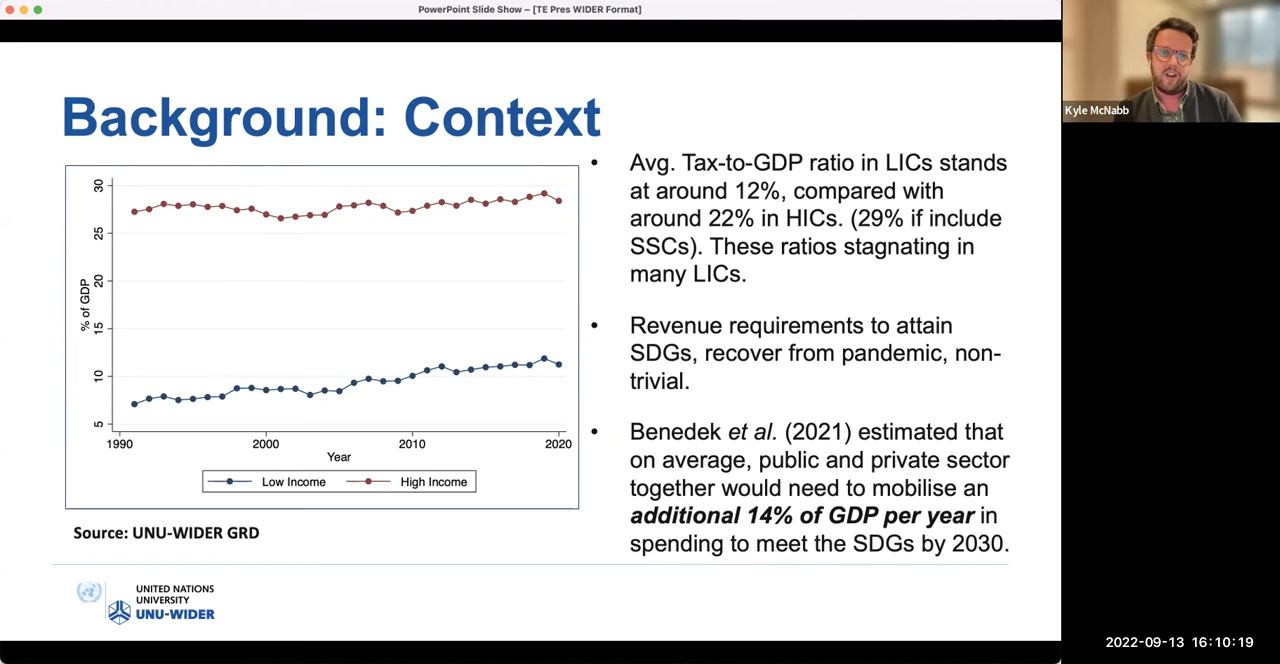 PowerPoint Slide Show – [TE Pres WIDER Format]
Kyle McNabb
Background: Context
30
25
20
15
10
5
% of GDP
1990
2000
2010
2020
Year
Low Income
High Income
Source: UNU-WIDER GRD
• Avg. Tax-to-GDP ratio in LICs stands
at around 12%, compared with
around 22% in HICs. (29% if include
SSCs). These ratios stagnating in
many LICs.
• Revenue requirements to attain
SDGs, recover from pandemic, non-
trivial.
• Benedek et al. (2021) estimated that
on average, public and private sector
together would need to mobilise an
additional 14% of GDP per year in
spending to meet the SDGs by 2030.
UNITED NATIONS
UNIVERSITY
UNU-WIDER
2022-09-13 16:10:19